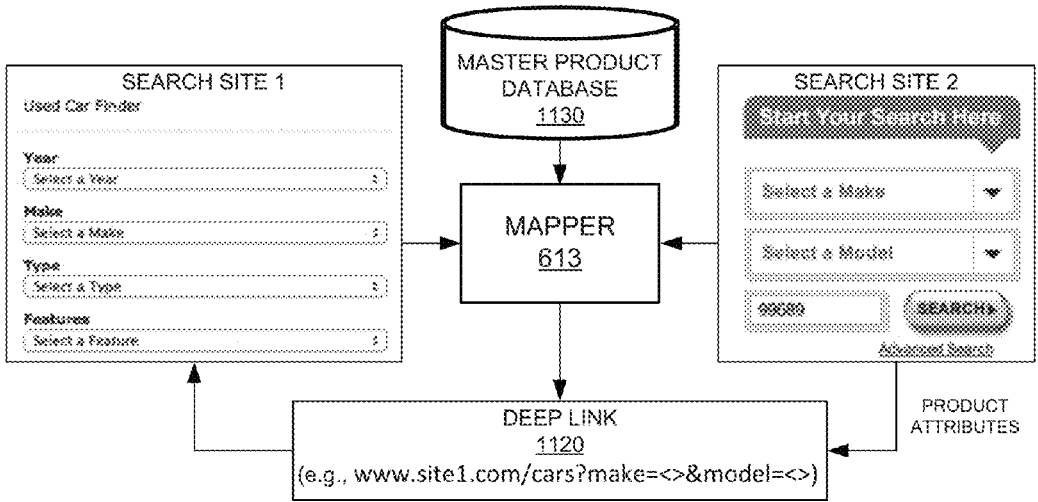 MASTER PRODUCT
DATABASE
1130
SEARCH SITE 1
Used Car Finder
Year
Select a Year
Make
Select a Make
Type
Select a Type
Features
Select a Feature
MAPPER
613
SEARCH SITE 2
Start Your Search Here
Select a Make
Select a Model
99689
SEARCH
Advanced Search
PRODUCT
ATTRIBUTES
DEEP LINK
1120
(e.g., www.site1.com/cars?make=<>&model=<>)